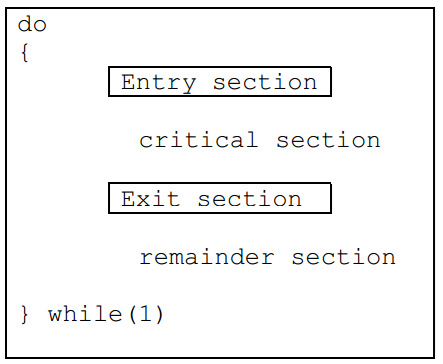 do
{
Entry section
critical section
Exit section
remainder section
} while(1)